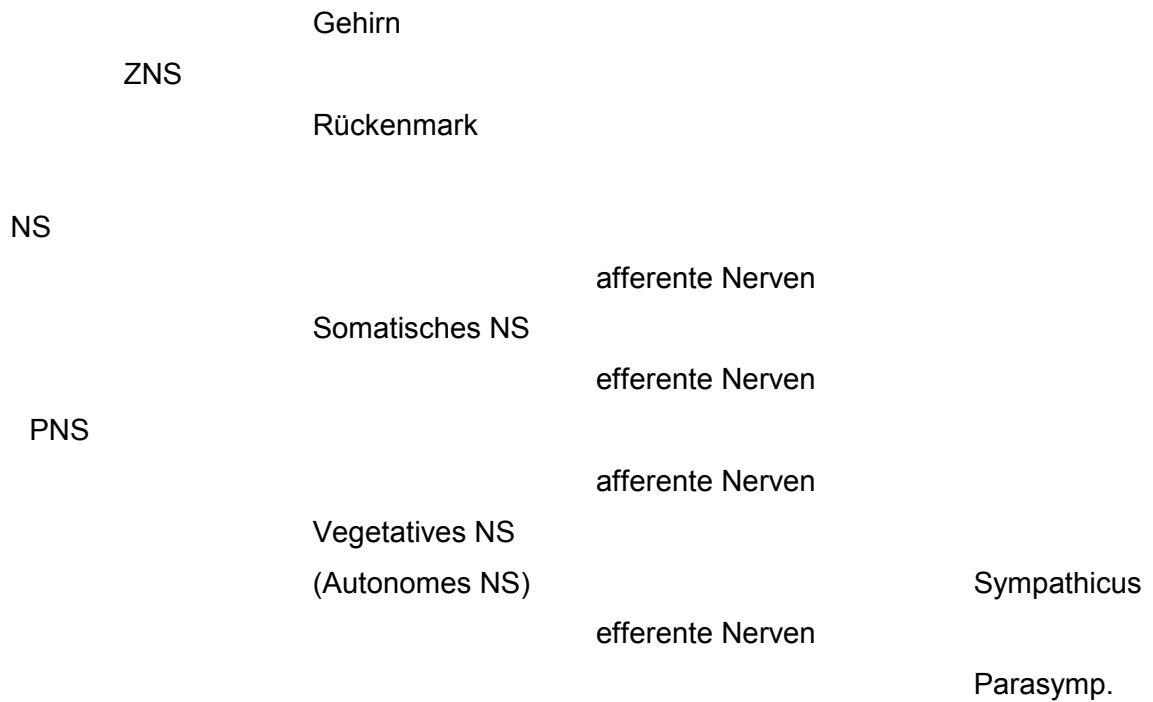 Gehirn
ZNS
Rückenmark
NS
afferente Nerven
Somatisches NS
efferente Nerven
PNS
afferente Nerven
Vegetatives NS
(Autonomes NS) Sympathicus
efferente Nerven
Parasymp.